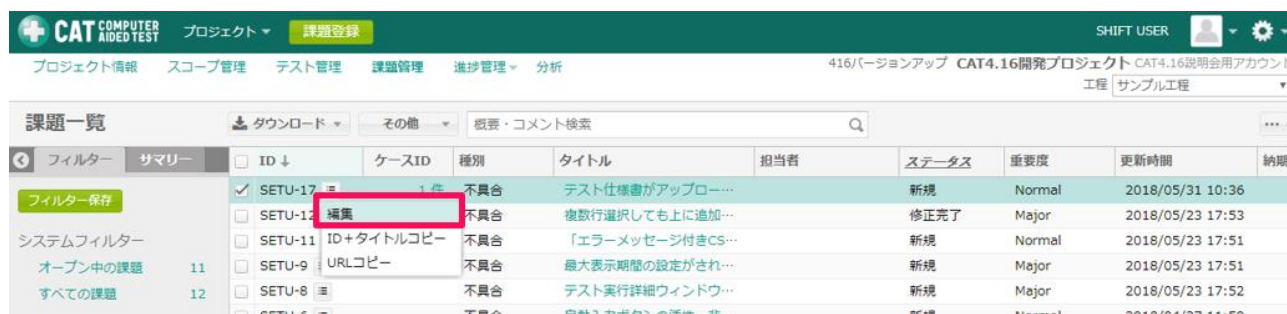 CAT COMPUTER AIDED TEST プロジェクト 課題登録 SHIFT USER
プロジェクト情報 スコープ管理 テスト管理 課題管理 進捗管理 分析 416バージョンアップ CAT4.16開発プロジェクト CAT4.16説明会用アカウント
工程 サンプル工程
課題一覧 ダウンロード その他 概要・コメント検索 ...
フィルター サマリー ID↓ ケースID 種別 タイトル 担当者 ステータス 重要度 更新時間 納期
フィルター保存 SETU-17 1 件 不具合 テスト仕様書がアップロー… 新規 Normal 2018/05/31 10:36
SETU-12 編集 不具合 複数行選択しても上に追加… 修正完了 Major 2018/05/23 17:53
システムフィルター SETU-11 ID+タイトルコピー 不具合 「エラーメッセージ付きCS… 新規 Normal 2018/05/23 17:51
オープン中の課題 11 SETU-9 URLコピー 不具合 最大表示期間の設定がされ… 新規 Major 2018/05/23 17:51
すべての課題 12 SETU-8 不具合 テスト実行詳細ウィンドウ… 新規 Major 2018/05/23 17:52